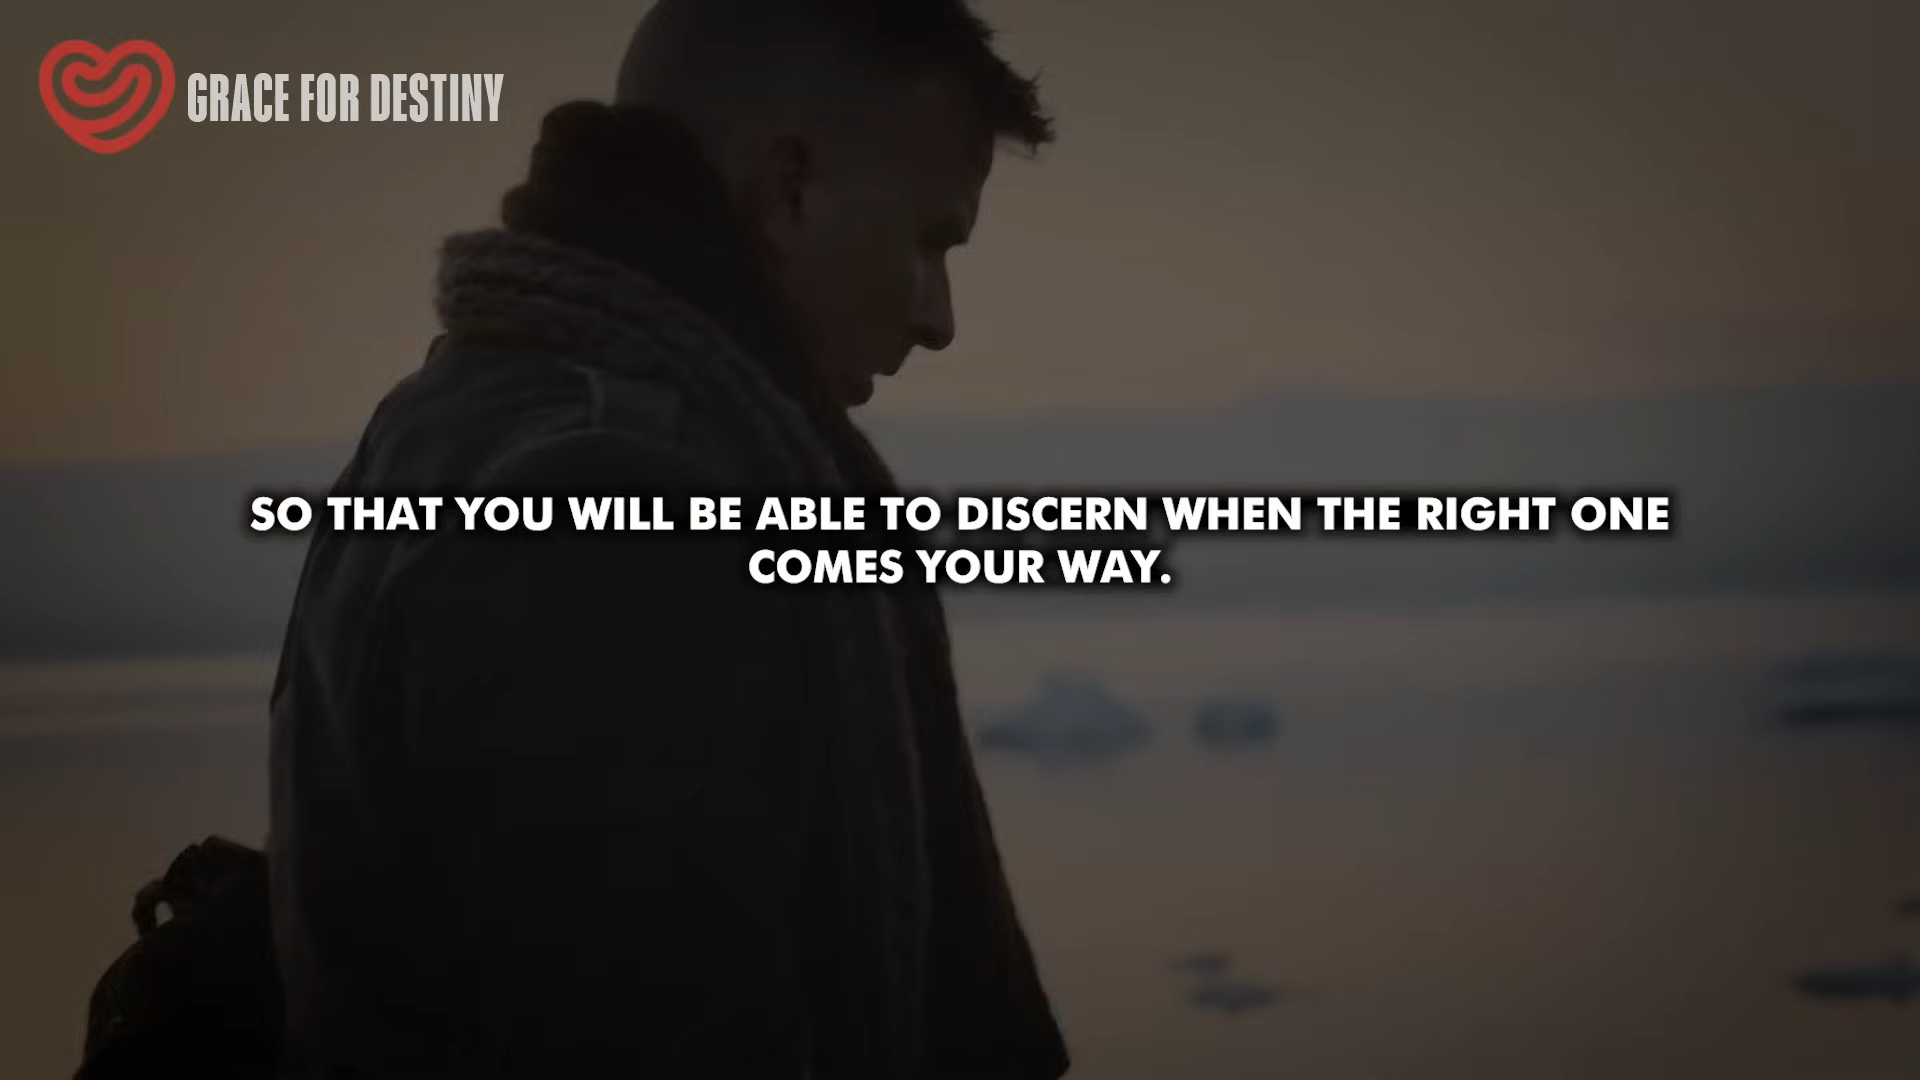 GRACE FOR DESTINY
SO THAT YOU WILL BE ABLE TO DISCERN WHEN THE RIGHT ONE
COMES YOUR WAY.